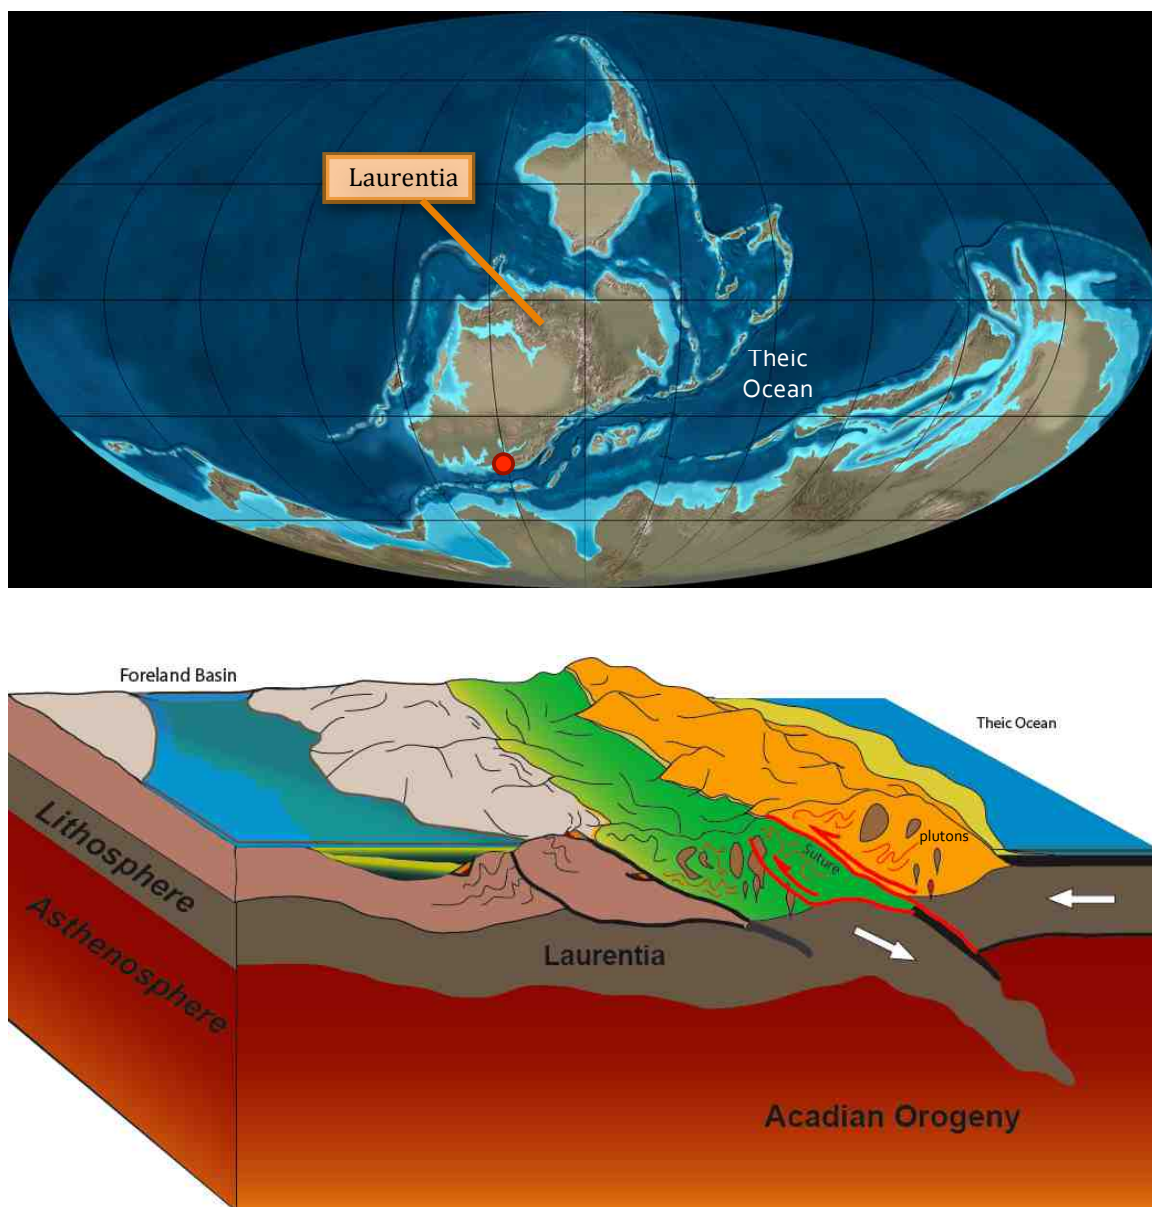 Laurentia
Theic
Ocean
Foreland Basin
Theic Ocean
plutons
Suture
Lithosphere
Asthenosphere
Laurentia
Acadian Orogeny